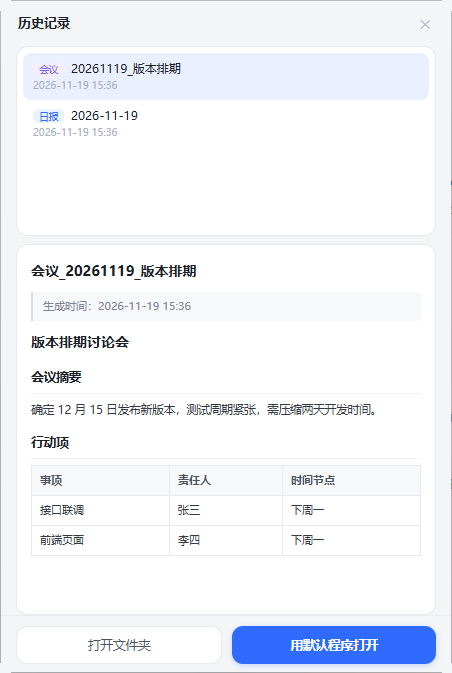 历史记录
会议 20261119_版本排期
2026-11-19 15:36
日报 2026-11-19
2026-11-19 15:36
会议_20261119_版本排期
生成时间：2026-11-19 15:36
版本排期讨论会
会议摘要
确定 12 月 15 日发布新版本，测试周期紧张，需压缩两天开发时间。
行动项
事项 责任人 时间节点
接口联调 张三 下周一
前端页面 李四 下周一
打开文件夹 用默认程序打开